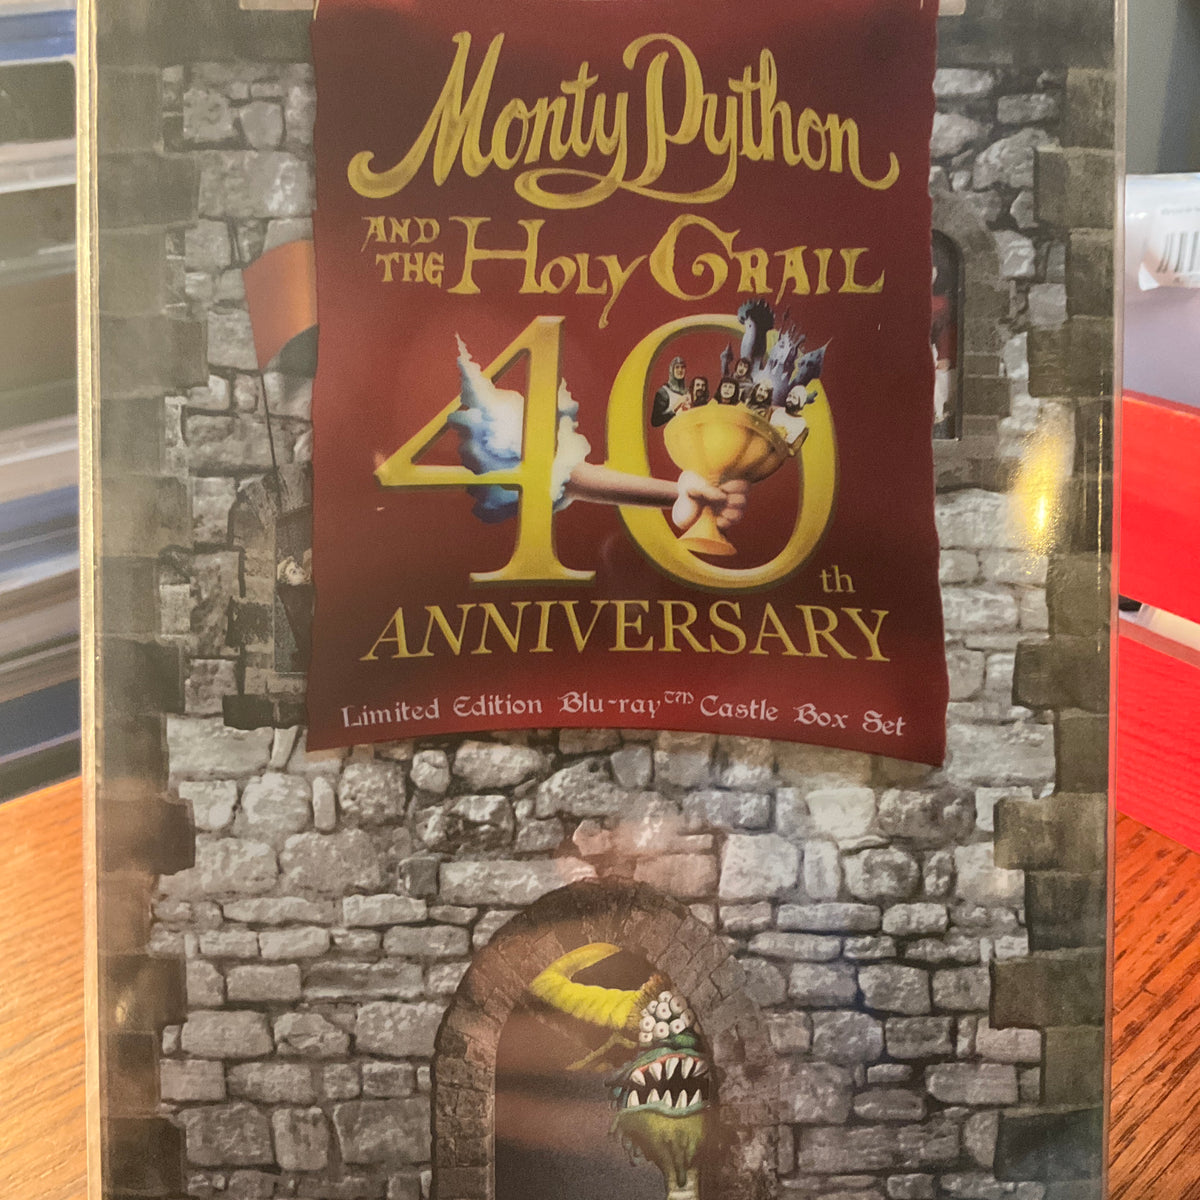 Monty Python
AND THE HOLY GRAIL
40th
ANNIVERSARY
Limited Edition Blu-ray™ Castle Box Set